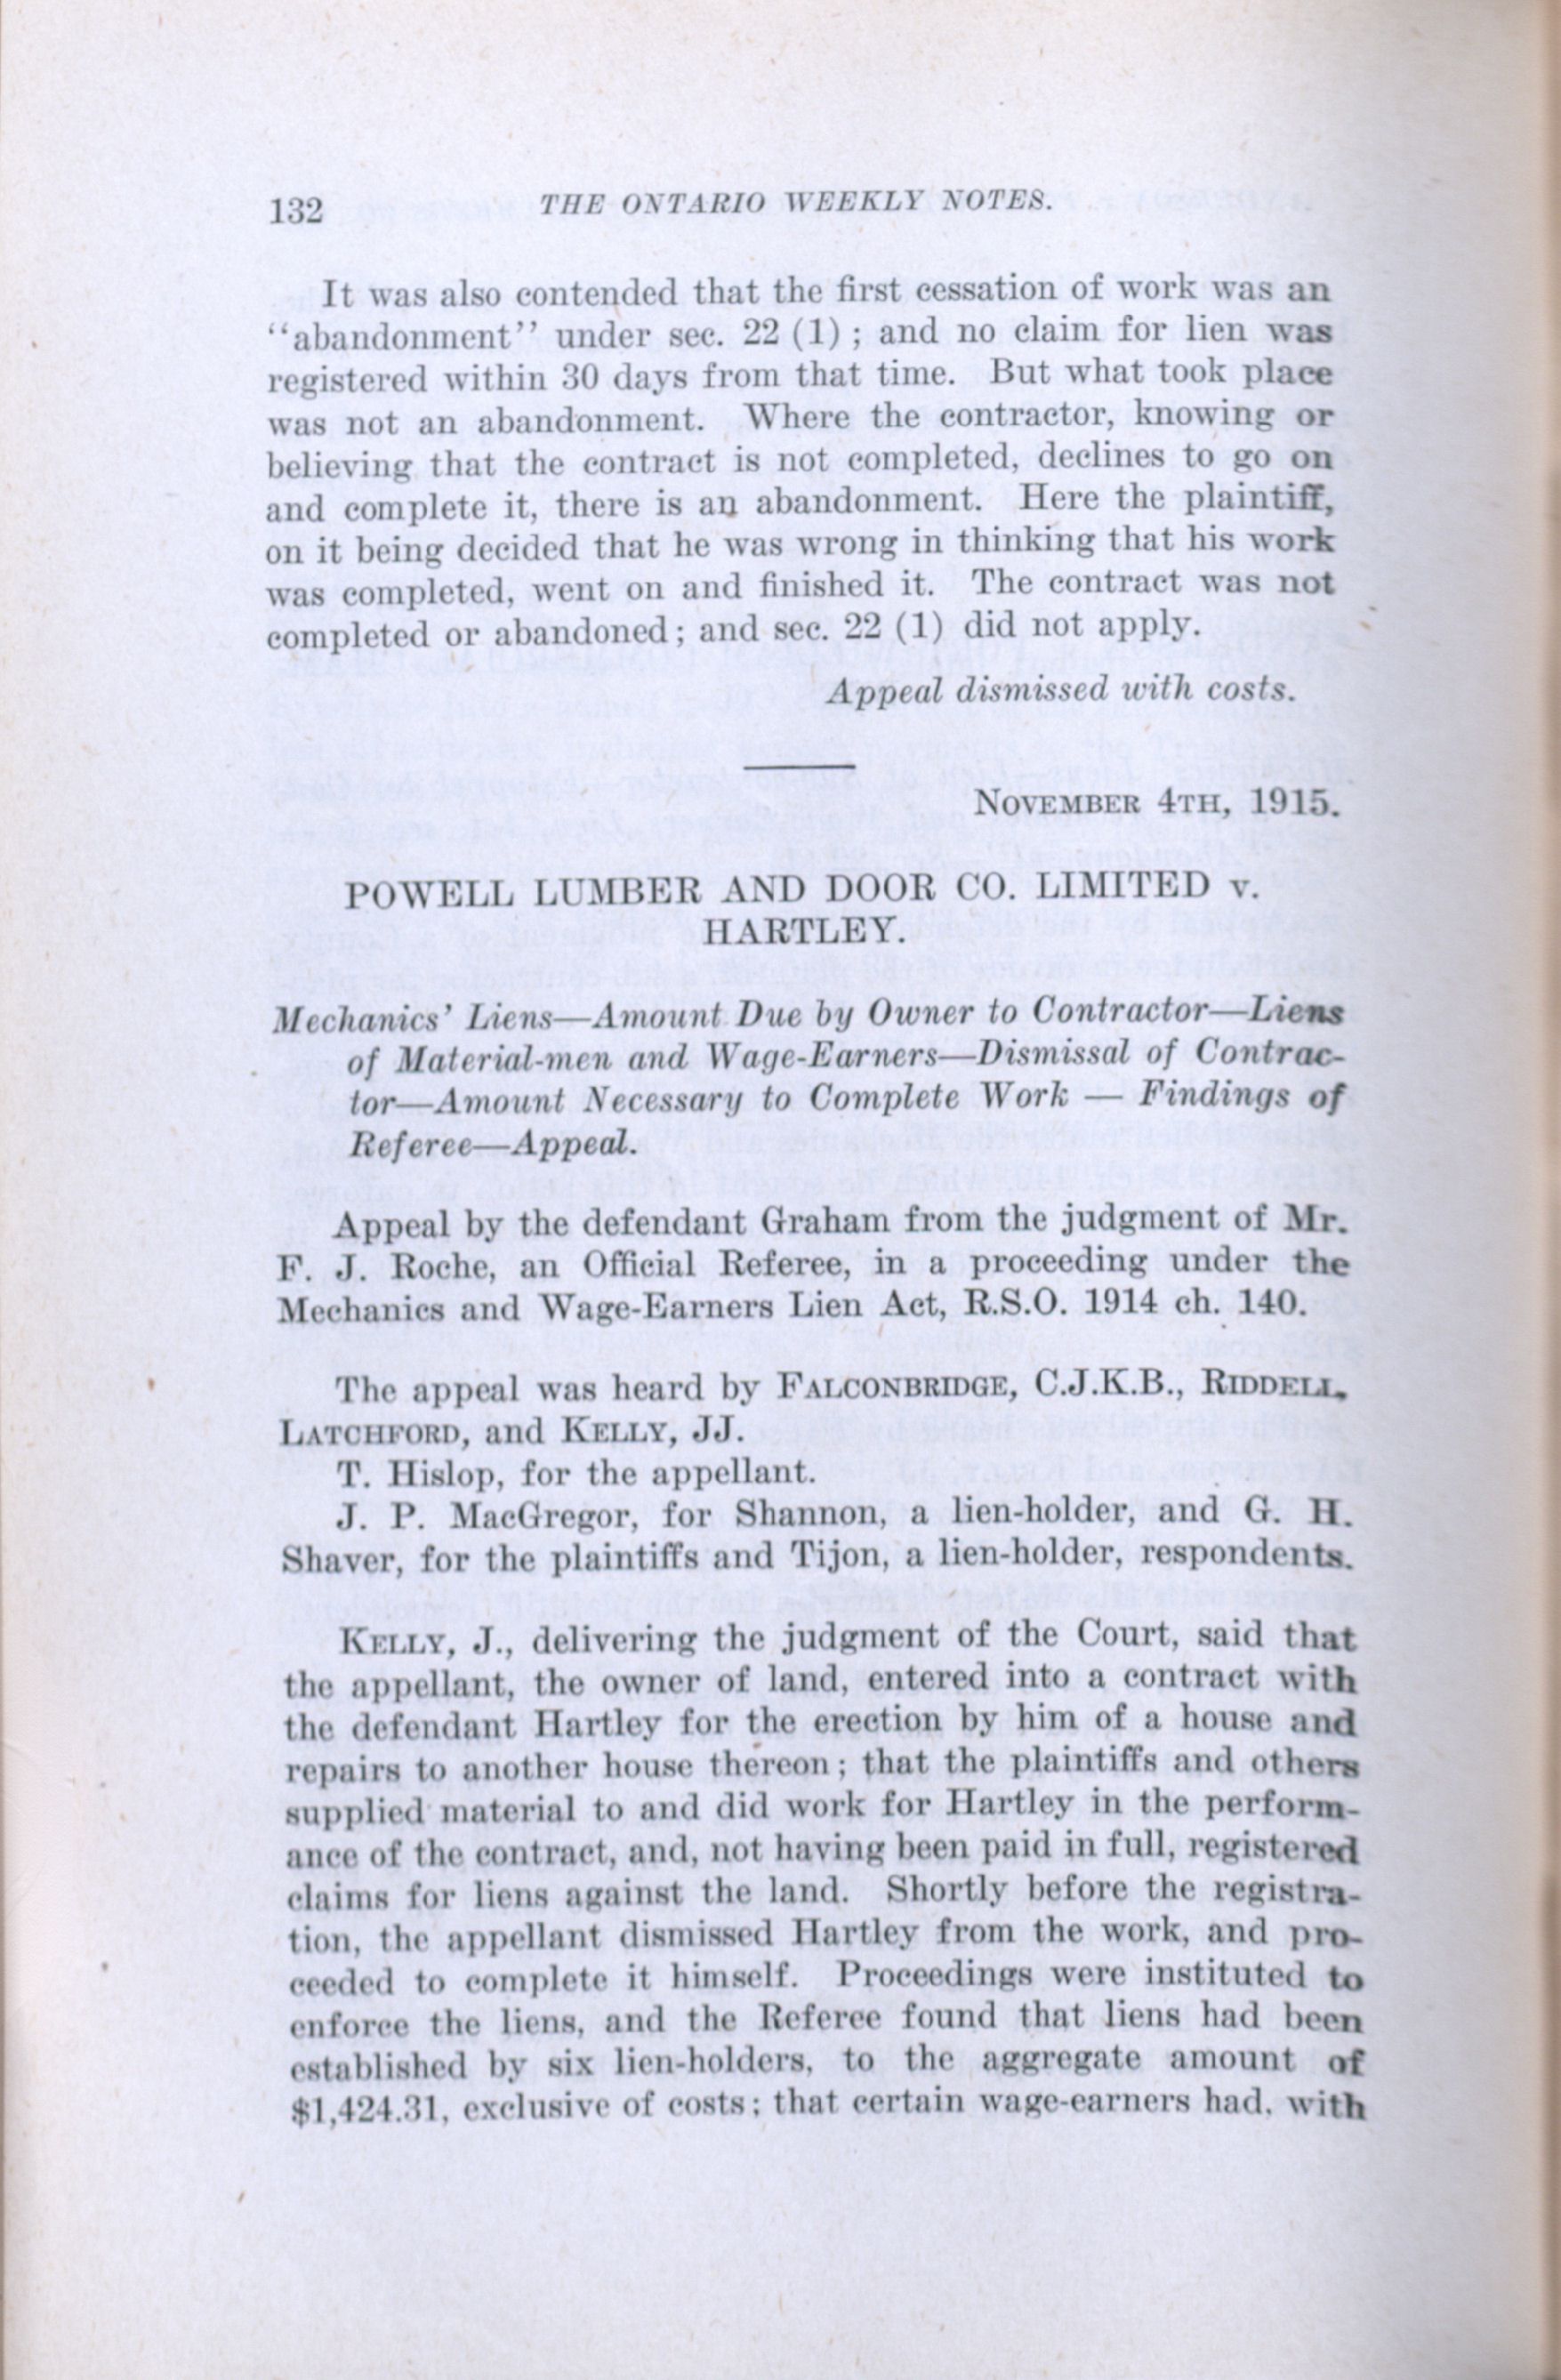 132 THE ONTARIO WEEKLY NOTES.
It was also contended that the first cessation of work was an
“abandonment” under sec. 22 (1); and no claim for lien was
registered within 30 days from that time. But what took place
was not an abandonment. Where the contractor, knowing or
believing that the contract is not completed, declines to go on
and complete it, there is an abandonment. Here the plaintiff,
on it being decided that he was wrong in thinking that his work
was completed, went on and finished it. The contract was not
completed or abandoned; and sec. 22 (1) did not apply.
Appeal dismissed with costs.
NOVEMBER 4TH, 1915.
POWELL LUMBER AND DOOR CO. LIMITED v.
HARTLEY.
Mechanics’ Liens—Amount Due by Owner to Contractor—Liens
of Material-men and Wage-Earners—Dismissal of Contrac-
tor—Amount Necessary to Complete Work — Findings of
Referee—Appeal.
Appeal by the defendant Graham from the judgment of Mr.
F. J. Roche, an Official Referee, in a proceeding under the
Mechanics and Wage-Earners Lien Act, R.S.O. 1914 ch. 140.
The appeal was heard by FALCONBRIDGE, C.J.K.B., RIDDELL,
LATCHFORD, and KELLY, JJ.
T. Hislop, for the appellant.
J. P. MacGregor, for Shannon, a lien-holder, and G. H.
Shaver, for the plaintiffs and Tijon, a lien-holder, respondents.
KELLY, J., delivering the judgment of the Court, said that
the appellant, the owner of land, entered into a contract with
the defendant Hartley for the erection by him of a house and
repairs to another house thereon; that the plaintiffs and others
supplied material to and did work for Hartley in the perform-
ance of the contract, and, not having been paid in full, registered
claims for liens against the land. Shortly before the registra-
tion, the appellant dismissed Hartley from the work, and pro-
ceeded to complete it himself. Proceedings were instituted to
enforce the liens, and the Referee found that liens had been
established by six lien-holders, to the aggregate amount of
$1,424.31, exclusive of costs; that certain wage-earners had, with